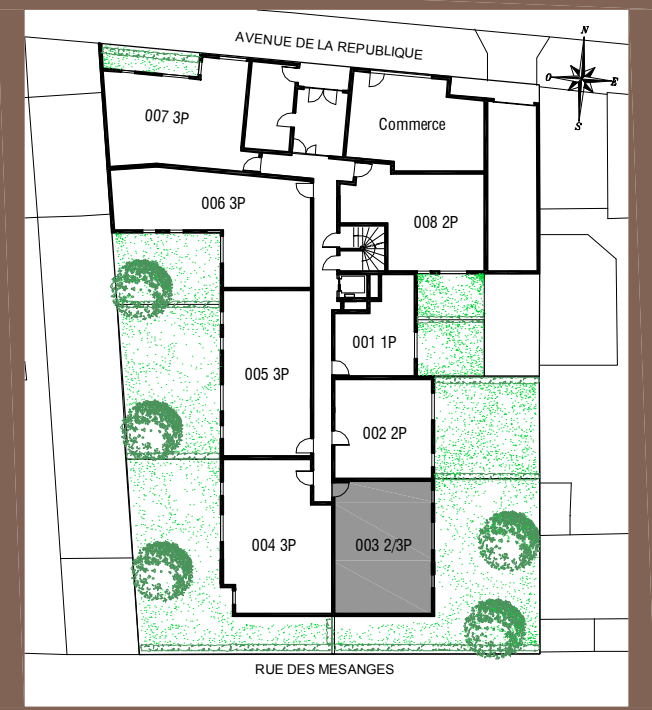 AVENUE DE LA REPUBLIQUE
N
O
E
S
007 3P
Commerce
006 3P
008 2P
001 1P
005 3P
002 2P
004 3P
003 2/3P
RUE DES MESANGES